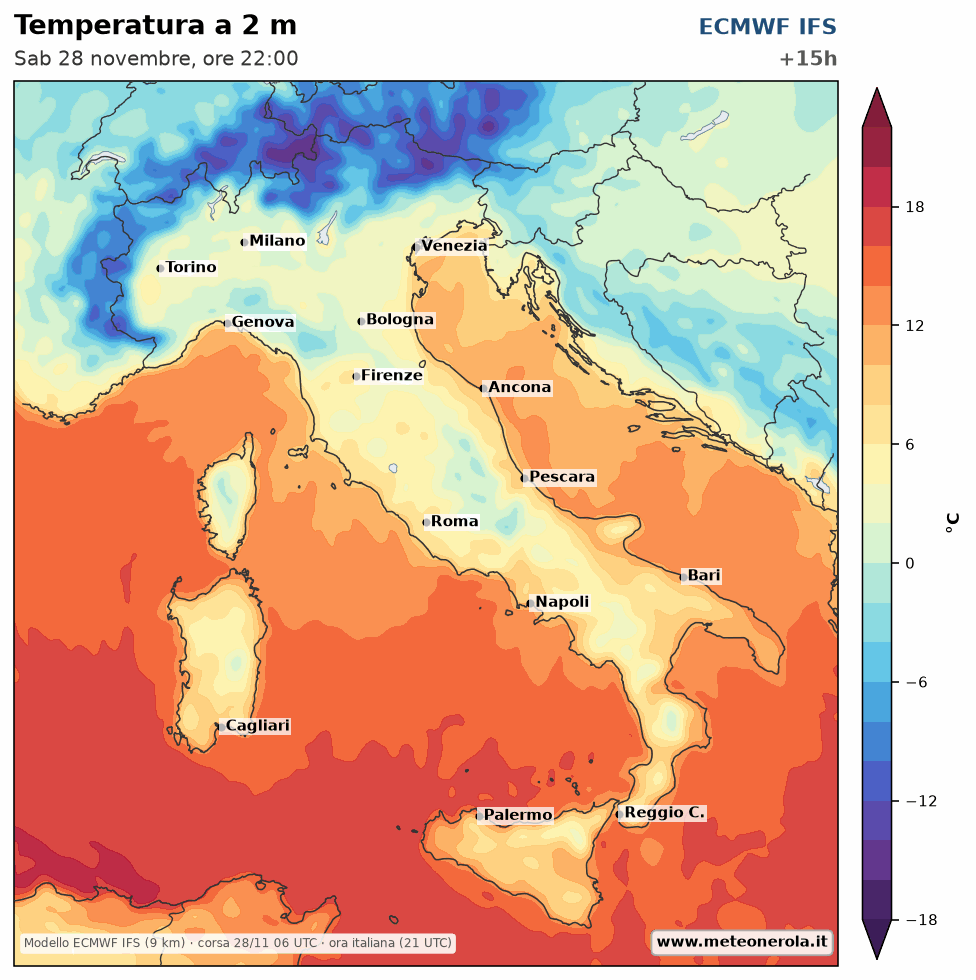 Temperatura a 2 m
ECMWF IFS
Sab 28 novembre, ore 22:00
+15h
Milano
Venezia
Torino
Genova
Bologna
Firenze
Ancona
Pescara
Roma
Bari
Napoli
Cagliari
Palermo
Reggio C.
18
12
6
0
−6
−12
−18
°C
Modello ECMWF IFS (9 km) · corsa 28/11 06 UTC · ora italiana (21 UTC)
www.meteonerola.it